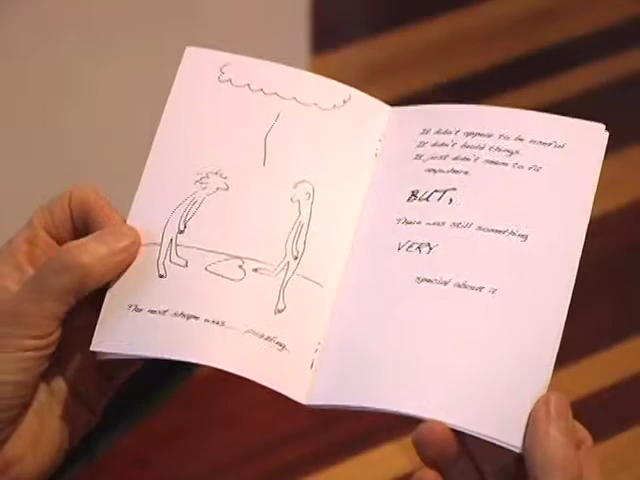 The next shape was.... puzzling.
It didn't appear to be
It didn't build things.
It just didn't seem to fit
anywhere.
BUT,
There was still something
VERY
special about it